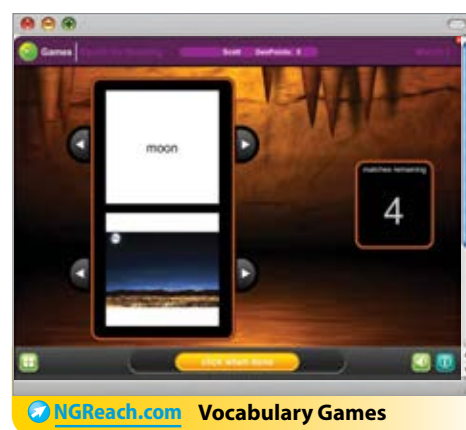 Games
Scott GeoPoints: 0
moon
matches remaining
4
click when done
NGReach.com Vocabulary Games